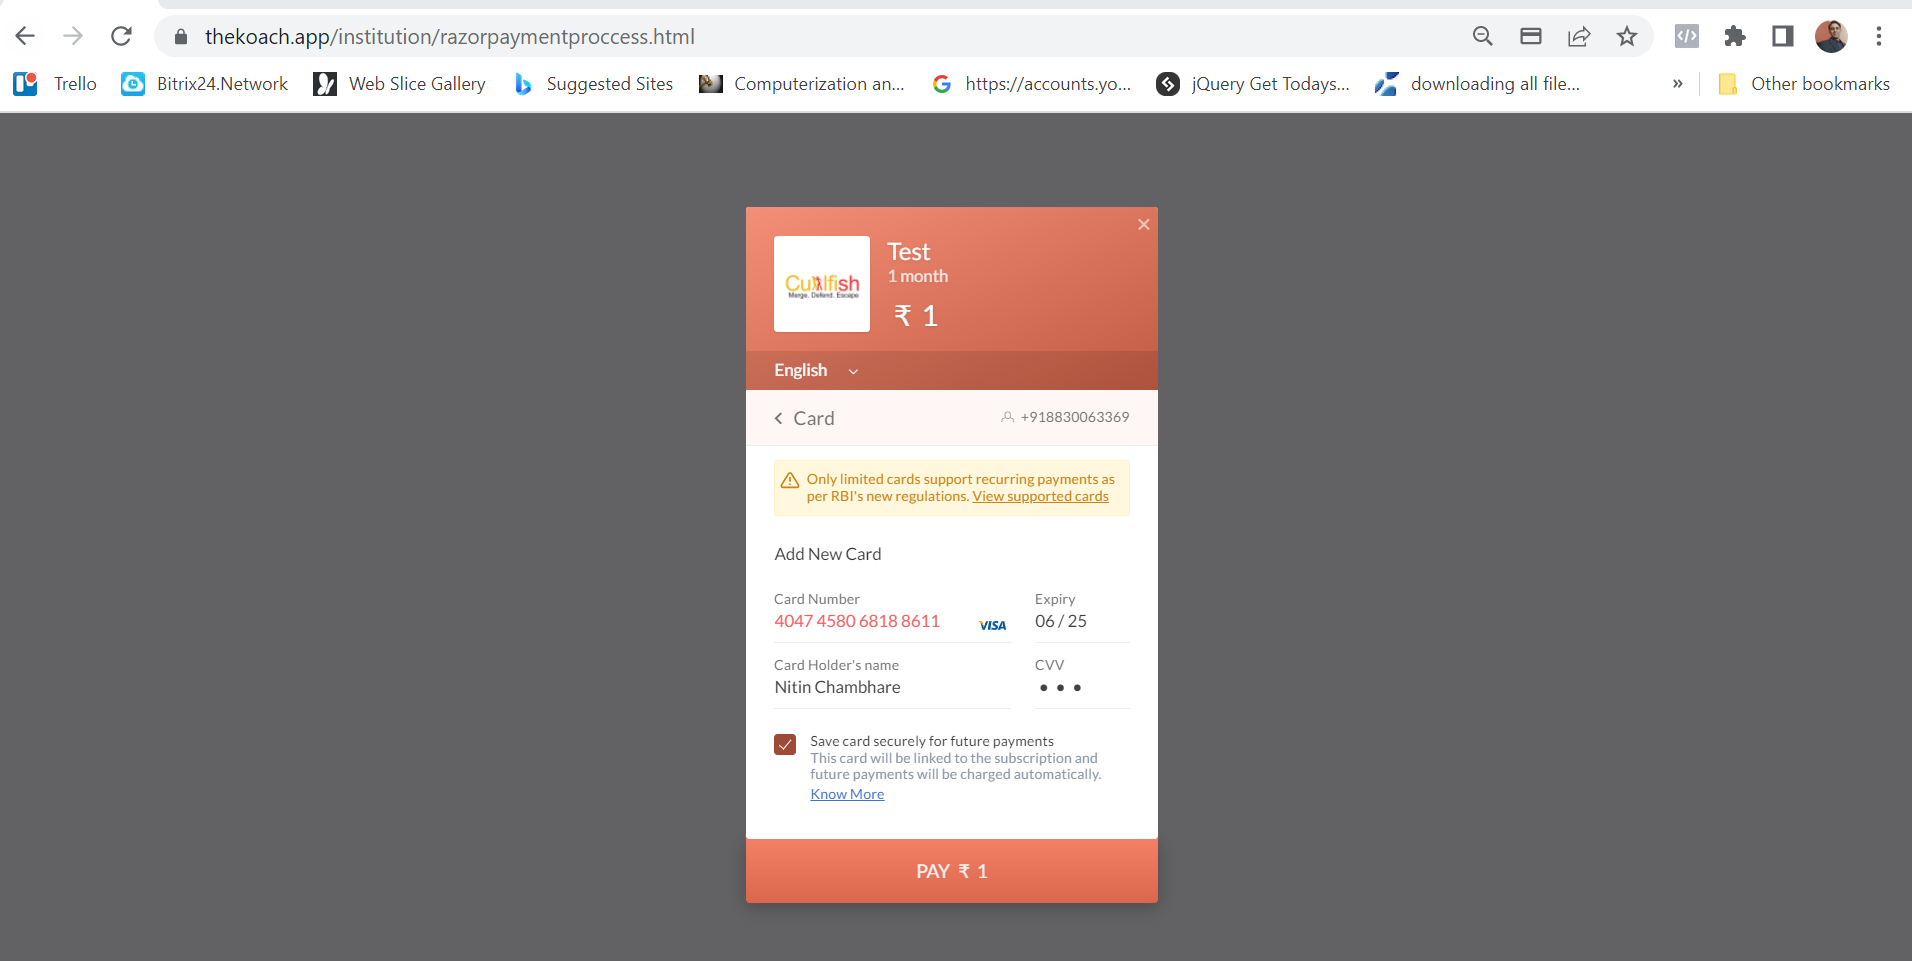 thekoach.app/institution/razorpaymentproccess.html
Trello Bitrix24.Network Web Slice Gallery Suggested Sites Computerization an... https://accounts.yo... jQuery Get Todays... downloading all file... » Other bookmarks
Test
1 month
₹ 1
Merge. Defend. Escape
English
Card +918830063369
Only limited cards support recurring payments as
per RBI's new regulations. View supported cards
Add New Card
Card Number Expiry
4047 4580 6818 8611 VISA 06 / 25
Card Holder's name CVV
Nitin Chambhare
Save card securely for future payments
This card will be linked to the subscription and
future payments will be charged automatically.
Know More
PAY ₹ 1